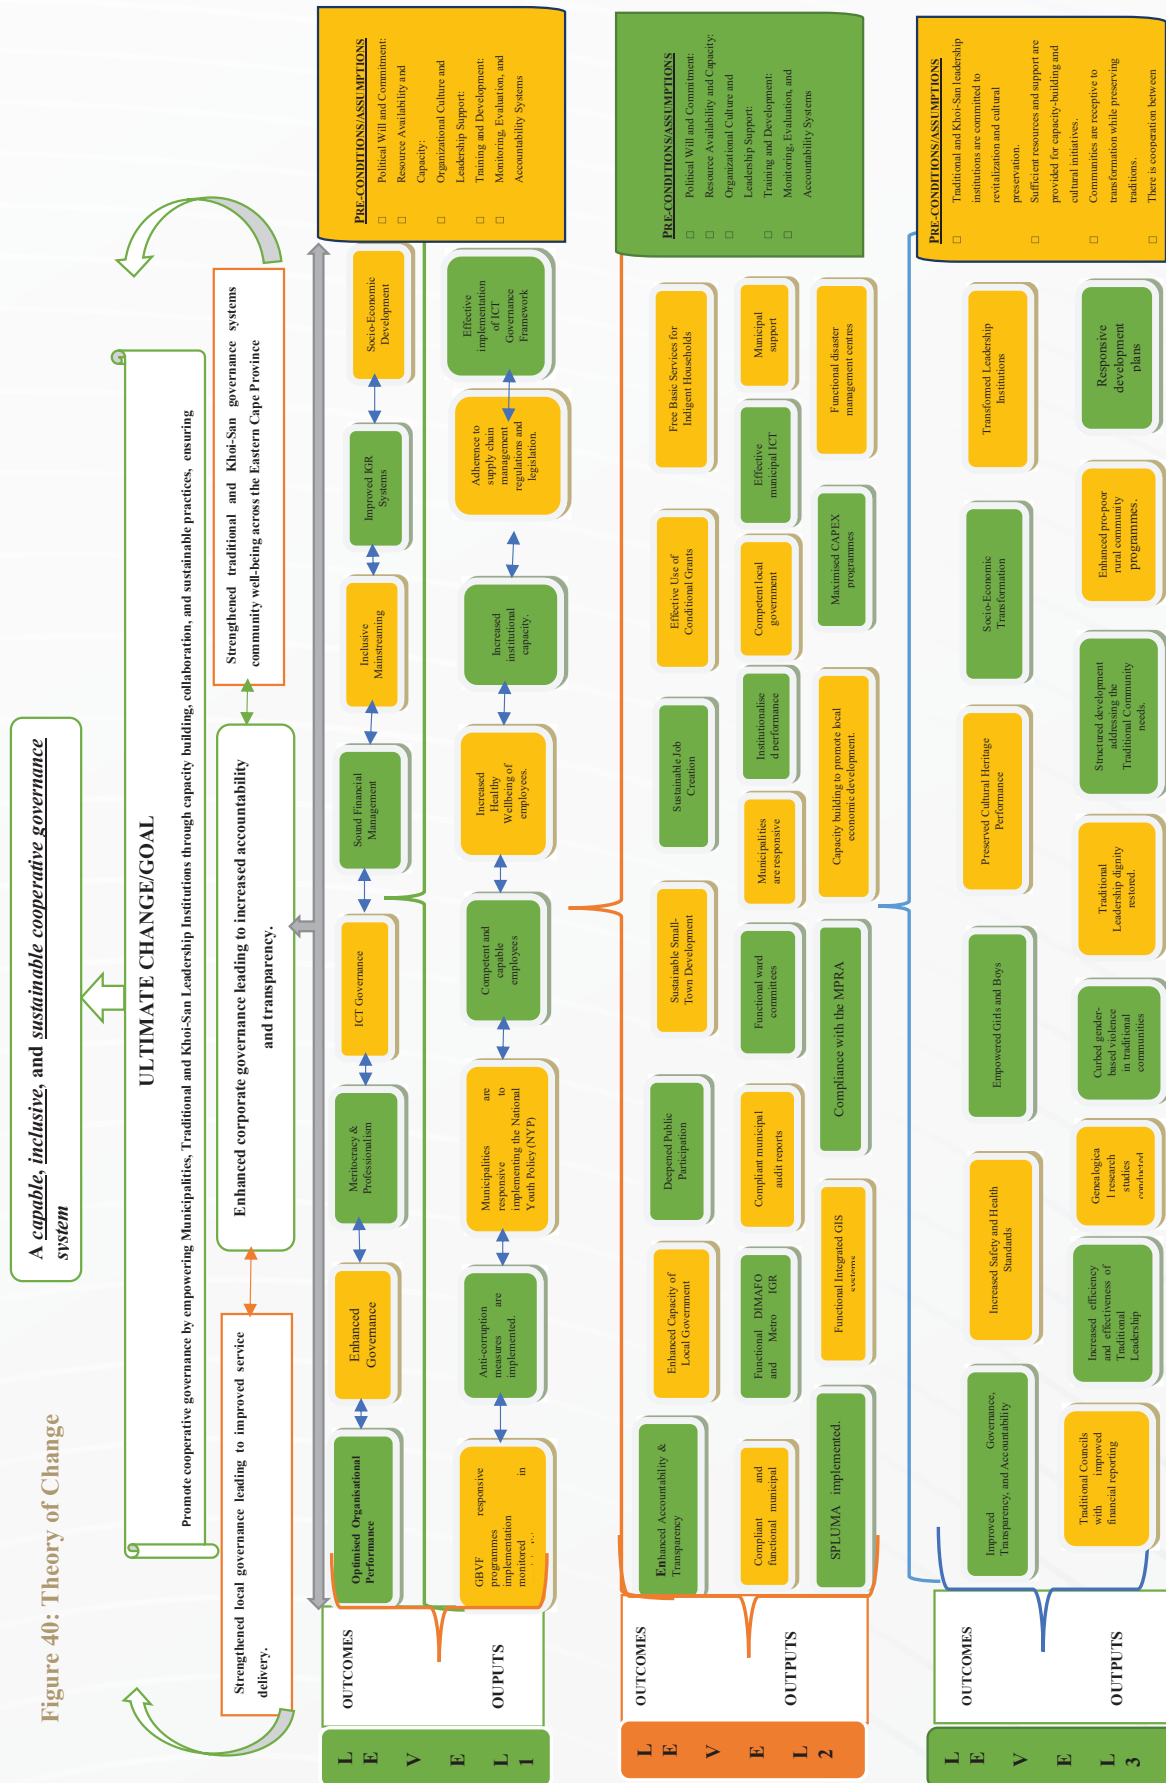 Figure 40: Theory of Change
A capable, inclusive, and sustainable cooperative governance
system
ULTIMATE CHANGE/GOAL
Promote cooperative governance by empowering Municipalities, Traditional and Khoi-San Leadership Institutions through capacity building, collaboration, and sustainable practices, ensuring
Strengthened local governance leading to improved service
delivery.
Enhanced corporate governance leading to increased accountability
and transparency.
Strengthened traditional and Khoi-San governance systems
community well-being across the Eastern Cape Province
L
E
V
E
L
1
OUTCOMES
Optimised Organisational
Performance
Enhanced
Governance
Meritocracy &
Professionalism
ICT Governance
Sound Financial
Management
Inclusive
Mainstreaming
Improved IGR
Systems
Socio-Economic
Development
OUPUTS
GBVF responsive
programmes
implementation in
monitored
Anti-corruption
measures are
implemented.
Municipalities are
responsive to
implementing the National
Youth Policy (NYP)
Competent and
capable
employees
Increased
Healthy
Wellbeing of
employees.
Increased
institutional
capacity.
Adherence to
supply chain
management
regulations and
legislation.
Effective
implementation
of ICT
Governance
Framework
PRE-CONDITIONS/ASSUMPTIONS
□ Political Will and Commitment:
□ Resource Availability and
Capacity:
□ Organizational Culture and
Leadership Support:
□ Training and Development:
□ Monitoring, Evaluation, and
Accountability Systems
L
E
V
E
L
2
OUTCOMES
Enhanced Accountability &
Transparency
Enhanced Capacity of
Local Government
Deepened Public
Participation
Sustainable Small-
Town Development
Sustainable Job
Creation
Effective Use of
Conditional Grants
Free Basic Services for
Indigent Households
OUTPUTS
Compliant and
functional municipal
Functional DIMAFO
and Metro IGR
Compliant municipal
audit reports
Functional ward
committees
Municipalities
are responsive
Institutionalise
d performance
Competent local
government
Effective
municipal ICT
Municipal
support
SPLUMA implemented.
Functional Integrated GIS
systems
Compliance with the MPRA
Capacity building to promote local
economic development.
Maximised CAPEX
programmes
Functional disaster
management centres
PRE-CONDITIONS/ASSUMPTIONS
□ Political Will and Commitment:
□ Resource Availability and Capacity:
□ Organizational Culture and
Leadership Support:
□ Training and Development:
□ Monitoring, Evaluation, and
Accountability Systems
L
E
V
E
L
3
OUTCOMES
Improved Governance,
Transparency, and Accountability
Increased Safety and Health
Standards
Empowered Girls and Boys
Preserved Cultural Heritage
Performance
Socio-Economic
Transformation
Transformed Leadership
Institutions
OUTPUTS
Traditional Councils
with improved
financial reporting
Increased efficiency
and effectiveness of
Traditional
Leadership
Genealogica
l research
studies
conducted
Curbed gender-
based violence
in traditional
communities
Traditional
Leadership dignity
restored.
Structured development
addressing the
Traditional Community
needs.
Enhanced pro-poor
rural community
programmes.
Responsive
development
plans
PRE-CONDITIONS/ASSUMPTIONS
□ Traditional and Khoi-San leadership
institutions are committed to
revitalization and cultural
preservation.
□ Sufficient resources and support are
provided for capacity-building and
cultural initiatives.
□ Communities are receptive to
transformation while preserving
traditions.
□ There is cooperation between